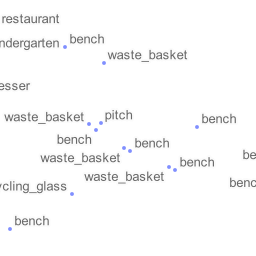 restaurant
bench
ndergarten
waste_basket
esser
waste_basket
pitch
bench
bench
bench
waste_basket
be
bench
waste_basket
benc
ycling_glass
bench